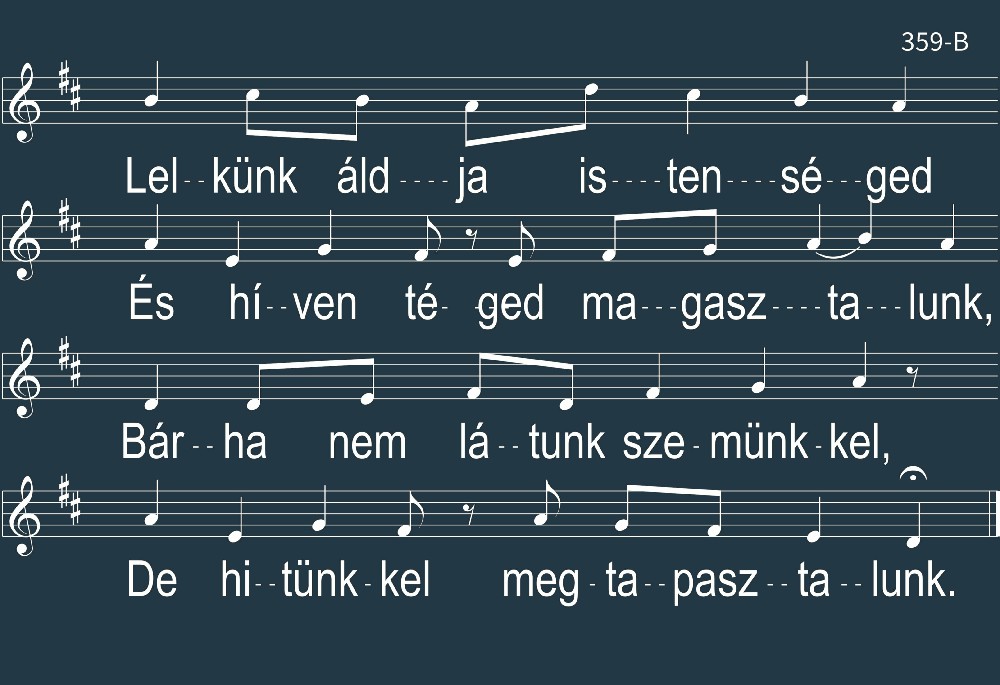 359-B
Lel--künk áld----ja is----ten----sé---ged
És hí--ven té- -ged ma---gasz----ta---lunk,
Bár--ha nem lá--tunk sze-münk-kel,
De hi--tünk-kel meg-ta--pasz--ta--lunk.